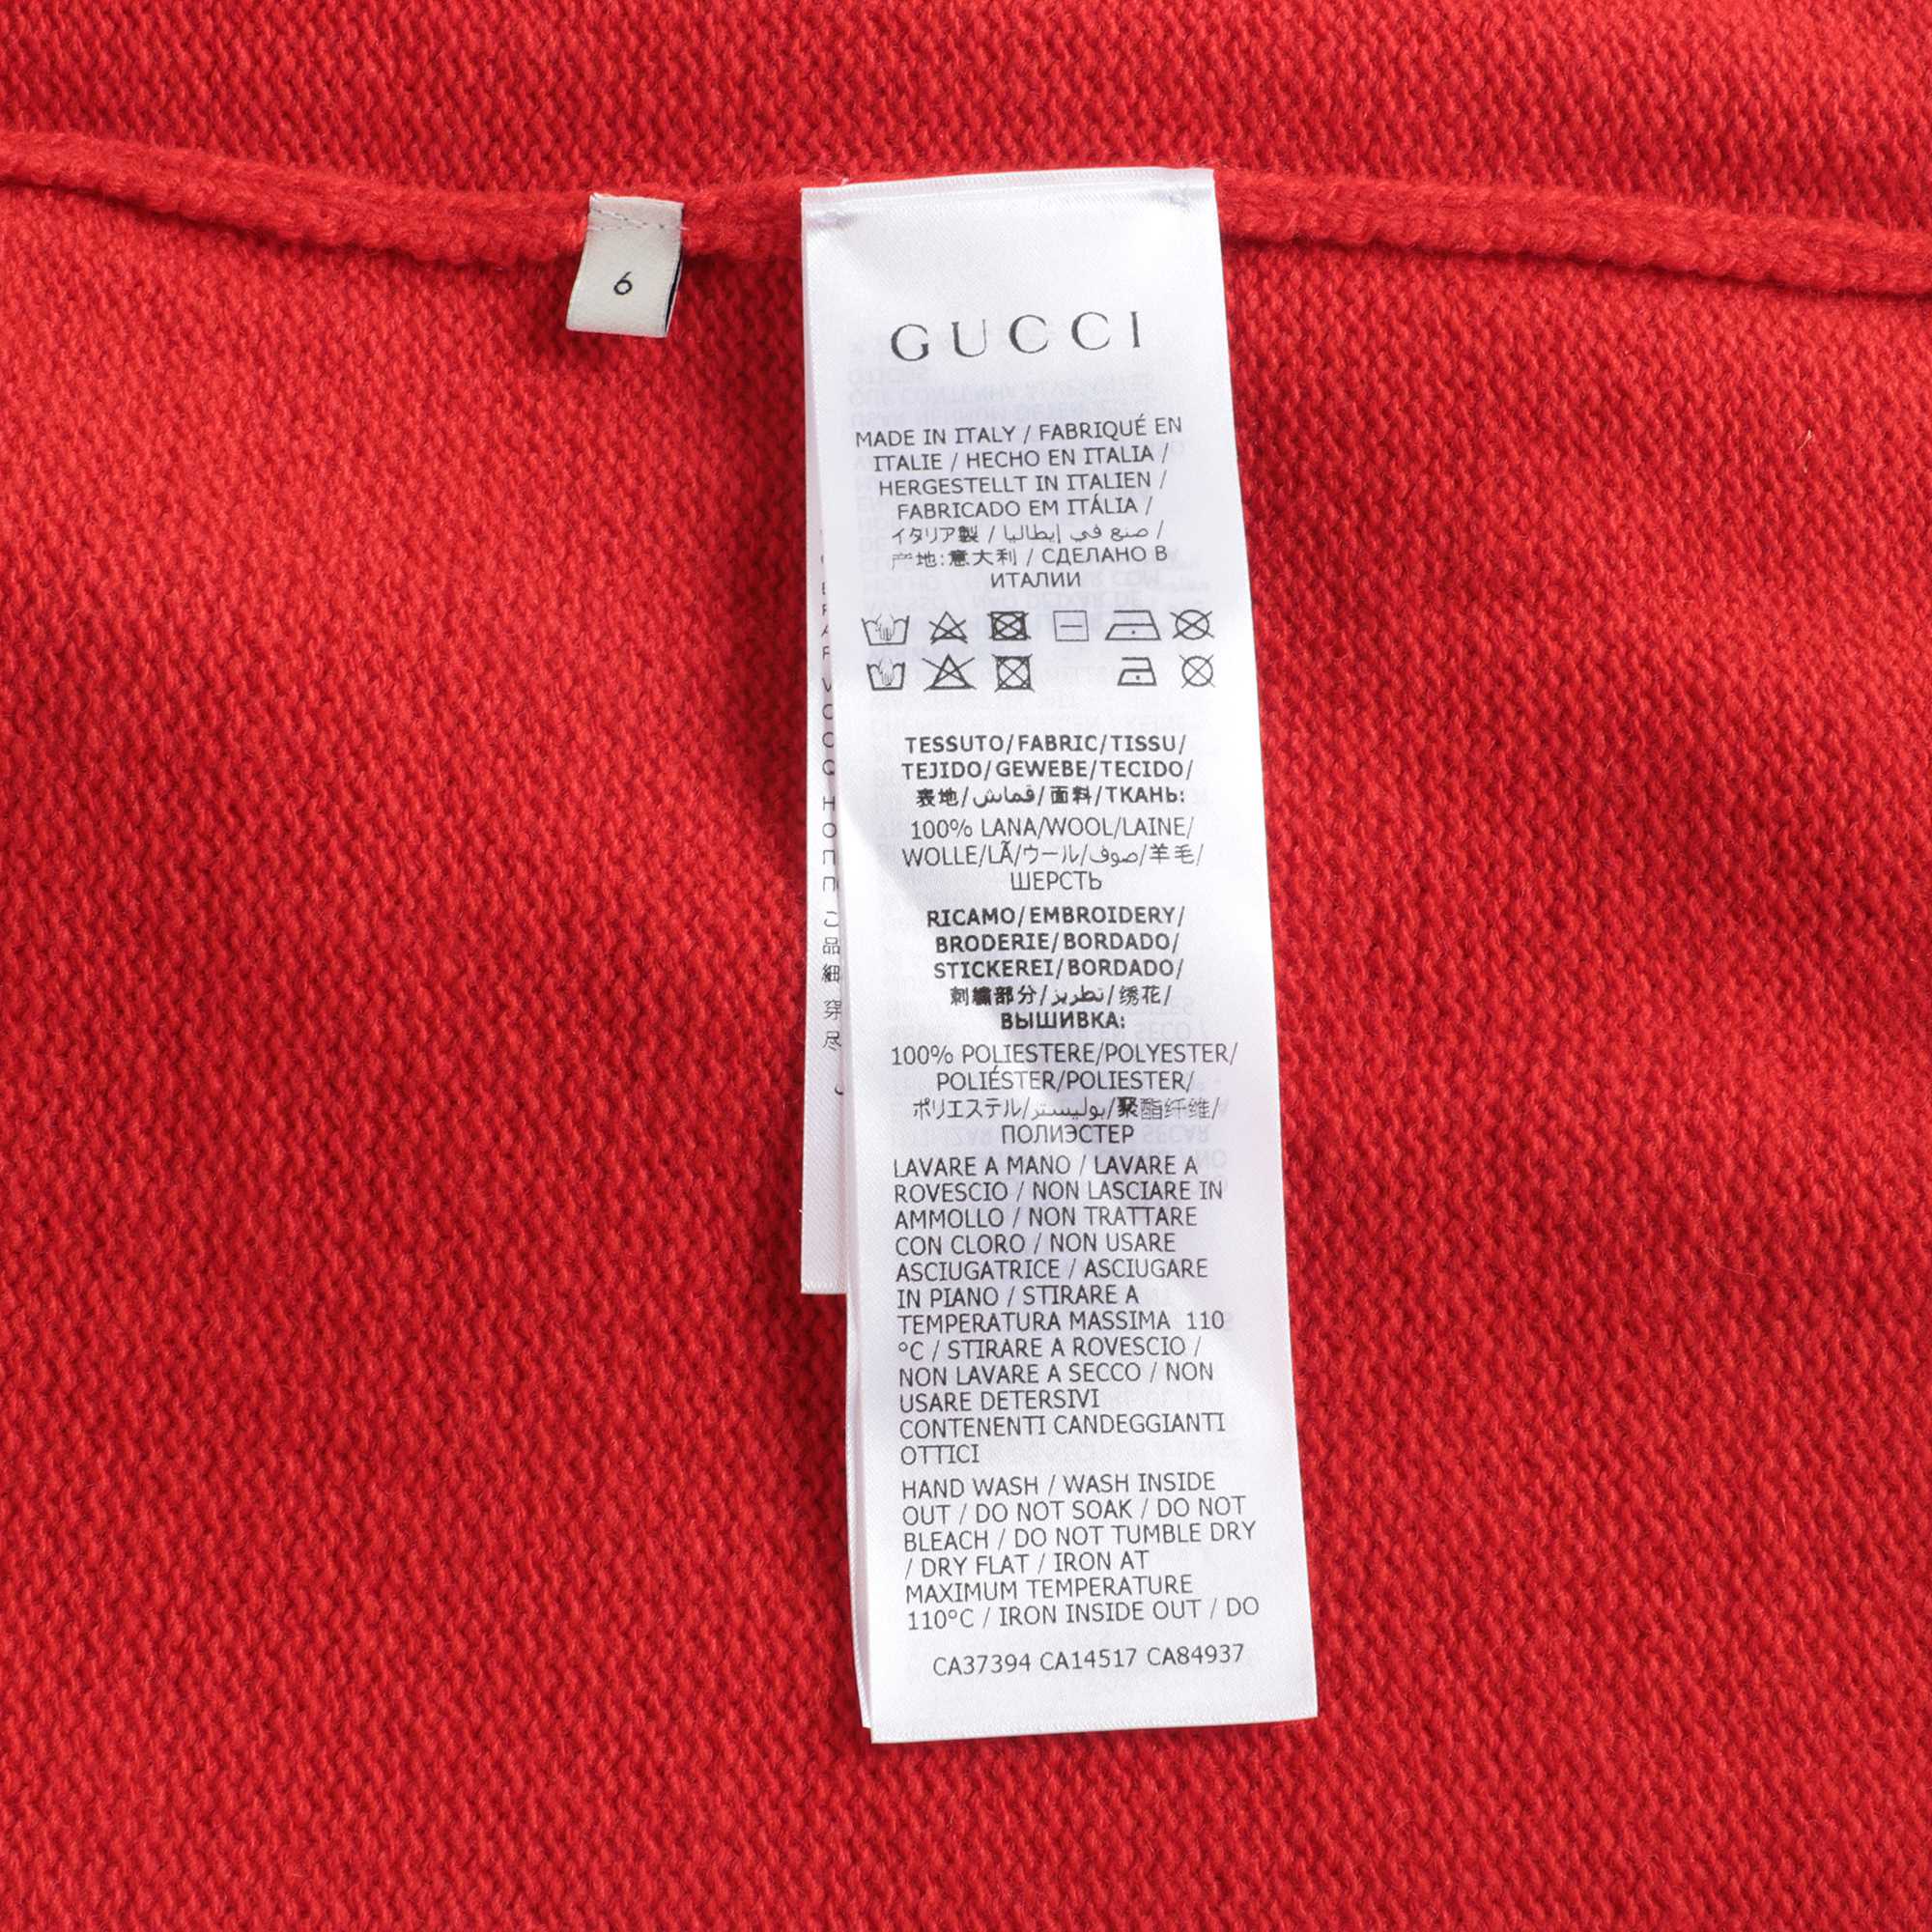 6
GUCCI
MADE IN ITALY / FABRIQUÉ EN
ITALIE / HECHO EN ITALIA /
HERGESTELLT IN ITALIEN /
FABRICADO EM ITÁLIA /
イタリア製 / صنع في إيطاليا /
产地:意大利 / СДЕЛАНО В
ИТАЛИИ
TESSUTO/FABRIC/TISSU/
TEJIDO/GEWEBE/TECIDO/
表地/قماش/面料/ТКАНЬ:
100% LANA/WOOL/LAINE/
WOLLE/LÃ/ウール/صوف/羊毛/
ШЕРСТЬ
RICAMO/EMBROIDERY/
BRODERIE/BORDADO/
STICKEREI/BORDADO/
刺繍部分/تطريز/绣花/
ВЫШИВКА:
100% POLIESTERE/POLYESTER/
POLIÉSTER/POLIESTER/
ポリエステル/بوليستر/聚酯纤维/
ПОЛИЭСТЕР
LAVARE A MANO / LAVARE A
ROVESCIO / NON LASCIARE IN
AMMOLLO / NON TRATTARE
CON CLORO / NON USARE
ASCIUGATRICE / ASCIUGARE
IN PIANO / STIRARE A
TEMPERATURA MASSIMA 110
°C / STIRARE A ROVESCIO /
NON LAVARE A SECCO / NON
USARE DETERSIVI
CONTENENTI CANDEGGIANTI
OTTICI
HAND WASH / WASH INSIDE
OUT / DO NOT SOAK / DO NOT
BLEACH / DO NOT TUMBLE DRY
/ DRY FLAT / IRON AT
MAXIMUM TEMPERATURE
110°C / IRON INSIDE OUT / DO
CA37394 CA14517 CA84937